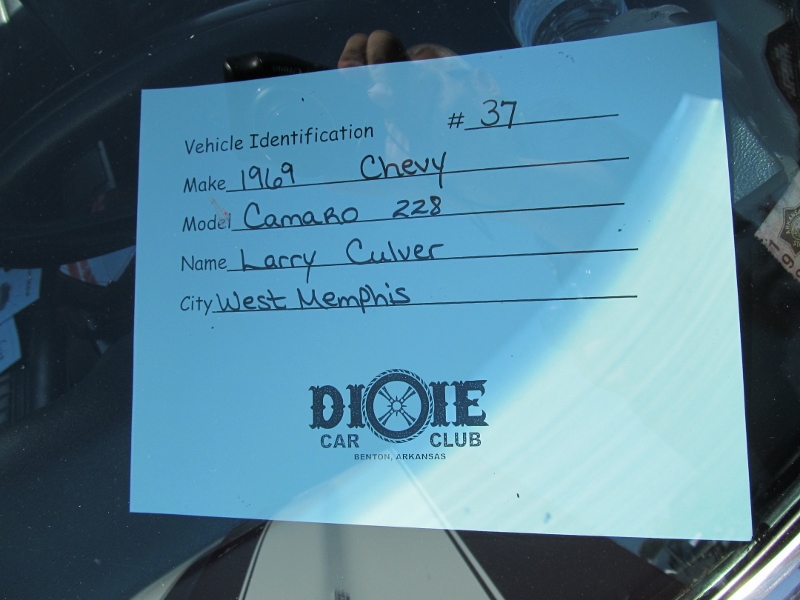 Vehicle Identification # 37
Make 1969 Chevy
Model Camaro 228
Name Larry Culver
City West Memphis
DIXIE
CAR CLUB
BENTON, ARKANSAS